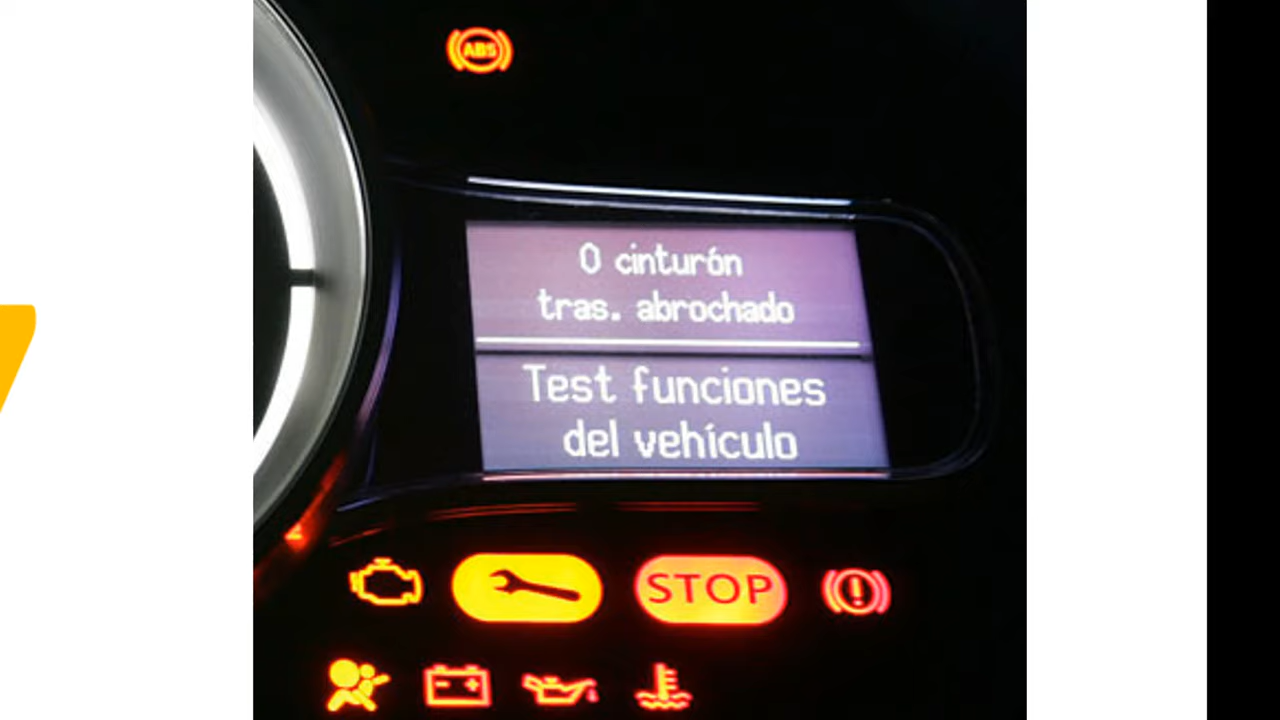 ABS
0 cinturón
tras. abrochado
Test funciones
del vehículo
STOP